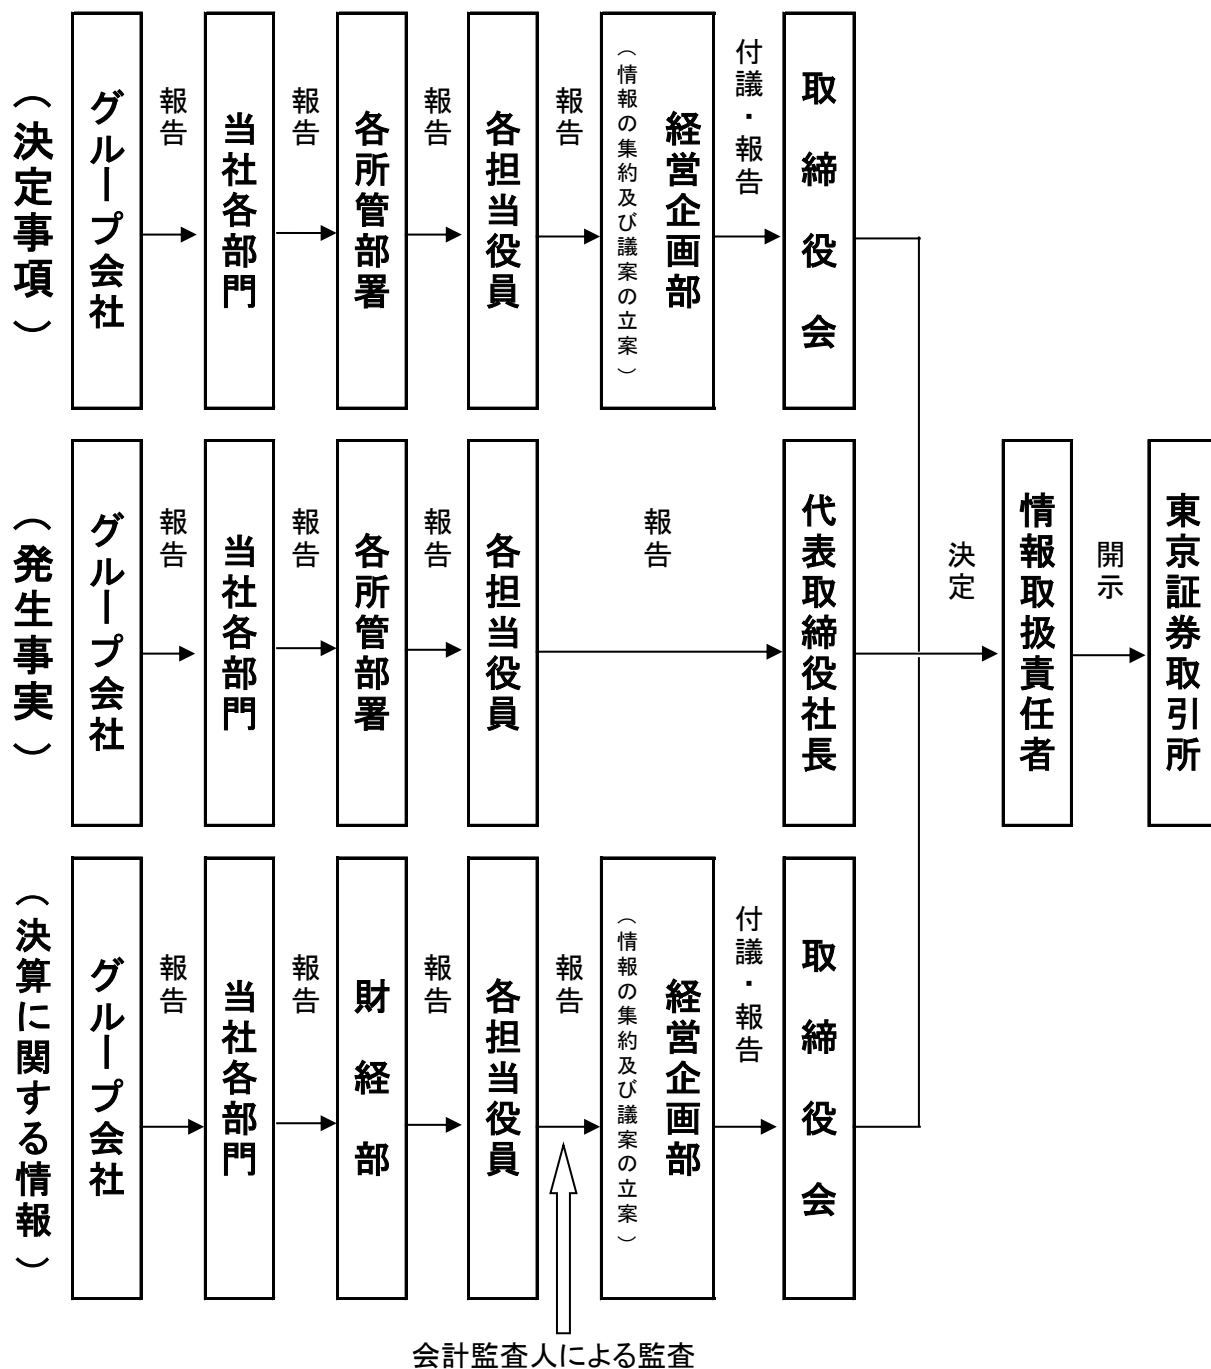 （決定事項）
グループ会社
報告
当社各部門
報告
各所管部署
報告
各担当役員
報告
経営企画部
（情報の集約及び議案の立案）
付議・報告
取締役会
（発生事実）
グループ会社
報告
当社各部門
報告
各所管部署
報告
各担当役員
報告
代表取締役社長
決定
情報取扱責任者
開示
東京証券取引所
（決算に関する情報）
グループ会社
報告
当社各部門
報告
財経部
報告
各担当役員
報告
経営企画部
（情報の集約及び議案の立案）
付議・報告
取締役会
会計監査人による監査